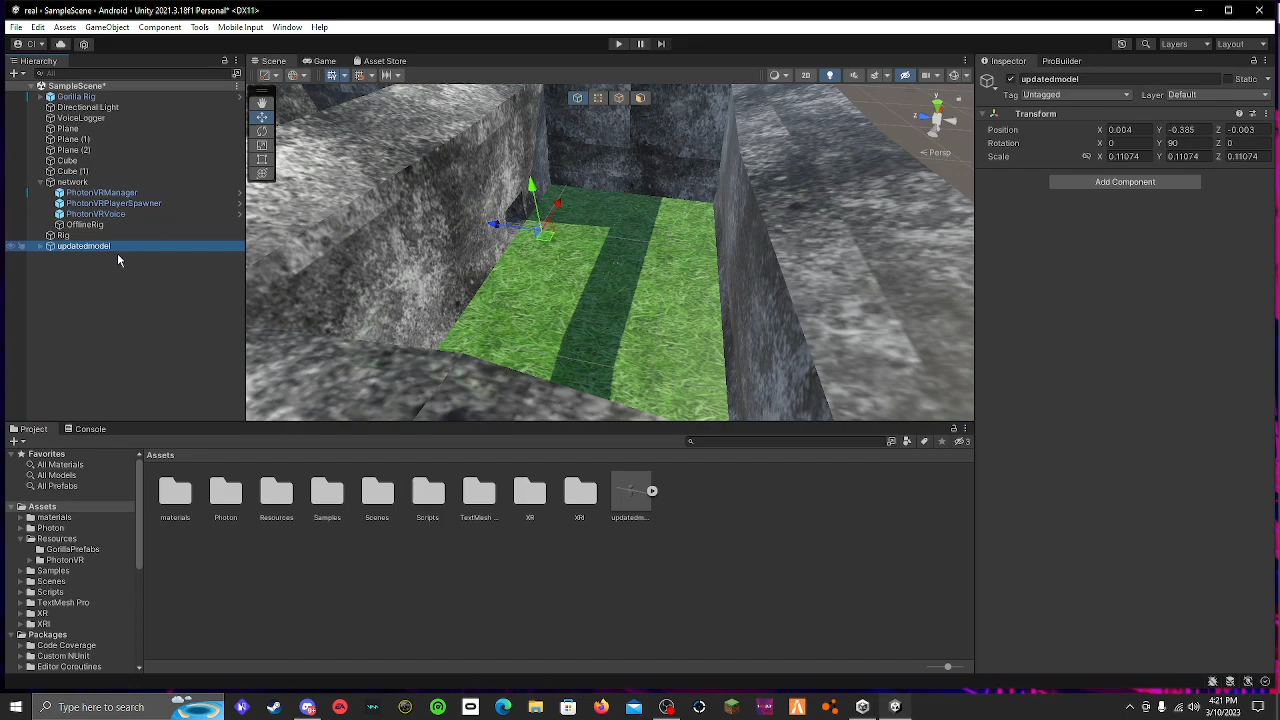 real - SampleScene - Android - Unity 2021.3.18f1 Personal* <DX11>
File Edit Assets GameObject Component Tools Mobile Input Window Help
Cl
Layers Layout
Hierarchy
Scene Game Asset Store
Inspector ProBuilder
All
2D
SampleScene*
Gorilla Rig
Directional Light
VoiceLogger
Plane
Plane (1)
Plane (2)
Cube
Cube (1)
network
PhotonVRManager
PhotonVRPlayerSpawner
PhotonVRVoice
OfflineRig
Rig
updatedmodel
y
z
Persp
updatedmodel
Static
Tag Untagged Layer Default
Transform
Position X 0.004 Y -0.385 Z -0.003
Rotation X 0 Y 90 Z 0
Scale X 0.11074 Y 0.11074 Z 0.11074
Add Component
Project Console
3
Favorites
All Materials
All Models
All Prefabs
Assets
materials
Photon
Resources
GorillaPrefabs
PhotonVR
Samples
Scenes
Scripts
TextMesh Pro
XR
XRI
Packages
Code Coverage
Custom NUnit
Editor Coroutines
Assets
materials Photon Resources Samples Scenes Scripts TextMesh ... XR XRI updatedm...
Type here to search
4:21 PM
3/10/2023